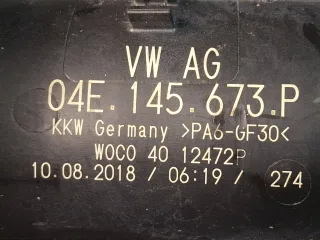 VW AG
04E.145.673.P
KKW Germany >PA6-GF30<
WOCO 40 12472P
10.08.2018 / 06:19 / 274